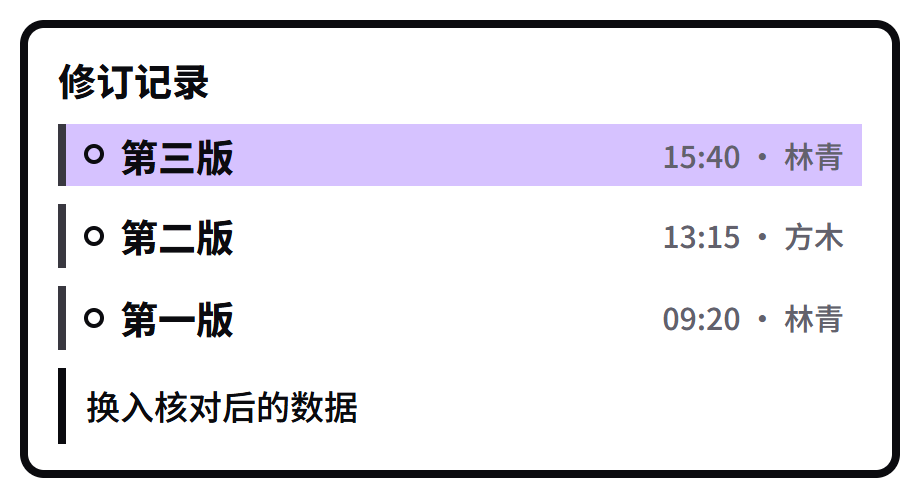 修订记录
第三版 15:40 · 林青
第二版 13:15 · 方木
第一版 09:20 · 林青
换入核对后的数据